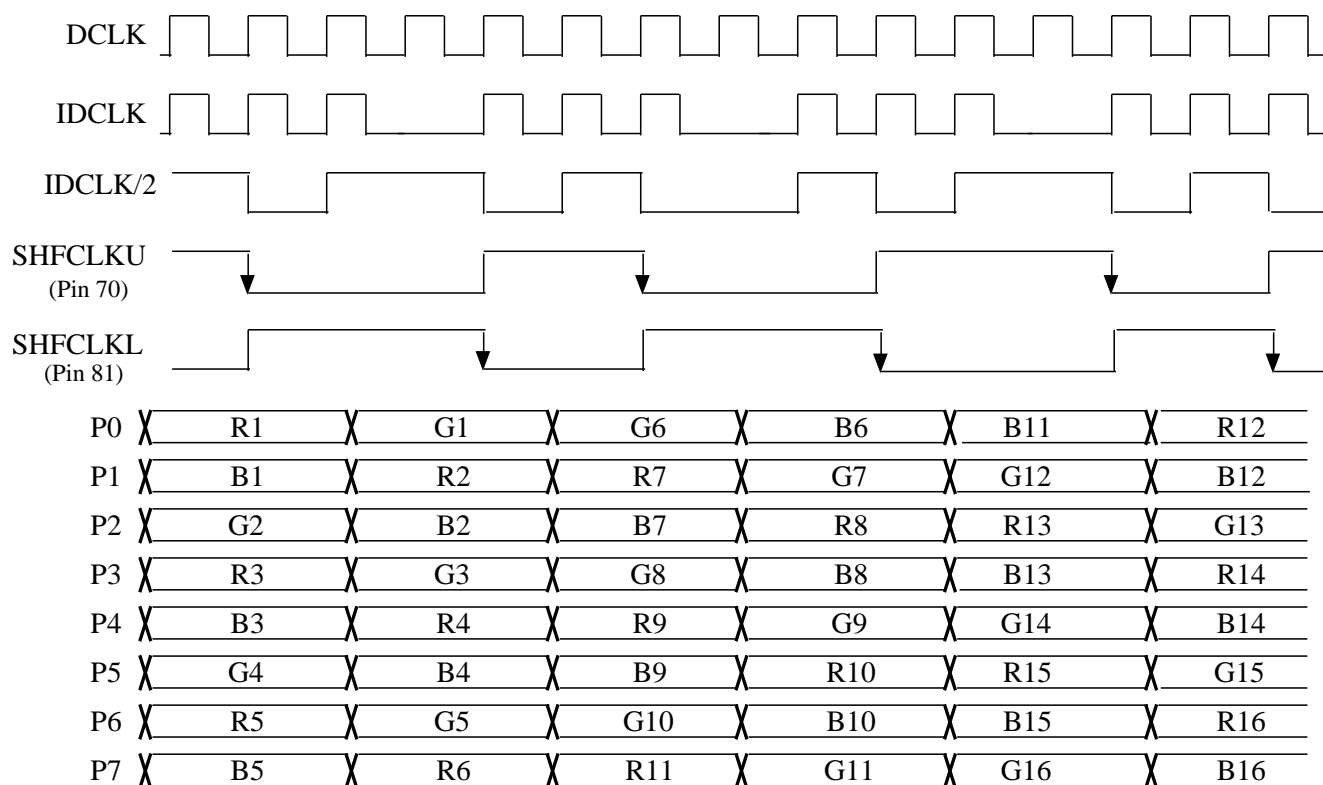 DCLK
IDCLK
IDCLK/2
SHFCLKU
(Pin 70)
SHFCLKL
(Pin 81)
P0 R1 G1 G6 B6 B11 R12
P1 B1 R2 R7 G7 G12 B12
P2 G2 B2 B7 R8 R13 G13
P3 R3 G3 G8 B8 B13 R14
P4 B3 R4 R9 G9 G14 B14
P5 G4 B4 B9 R10 R15 G15
P6 R5 G5 G10 B10 B15 R16
P7 B5 R6 R11 G11 G16 B16